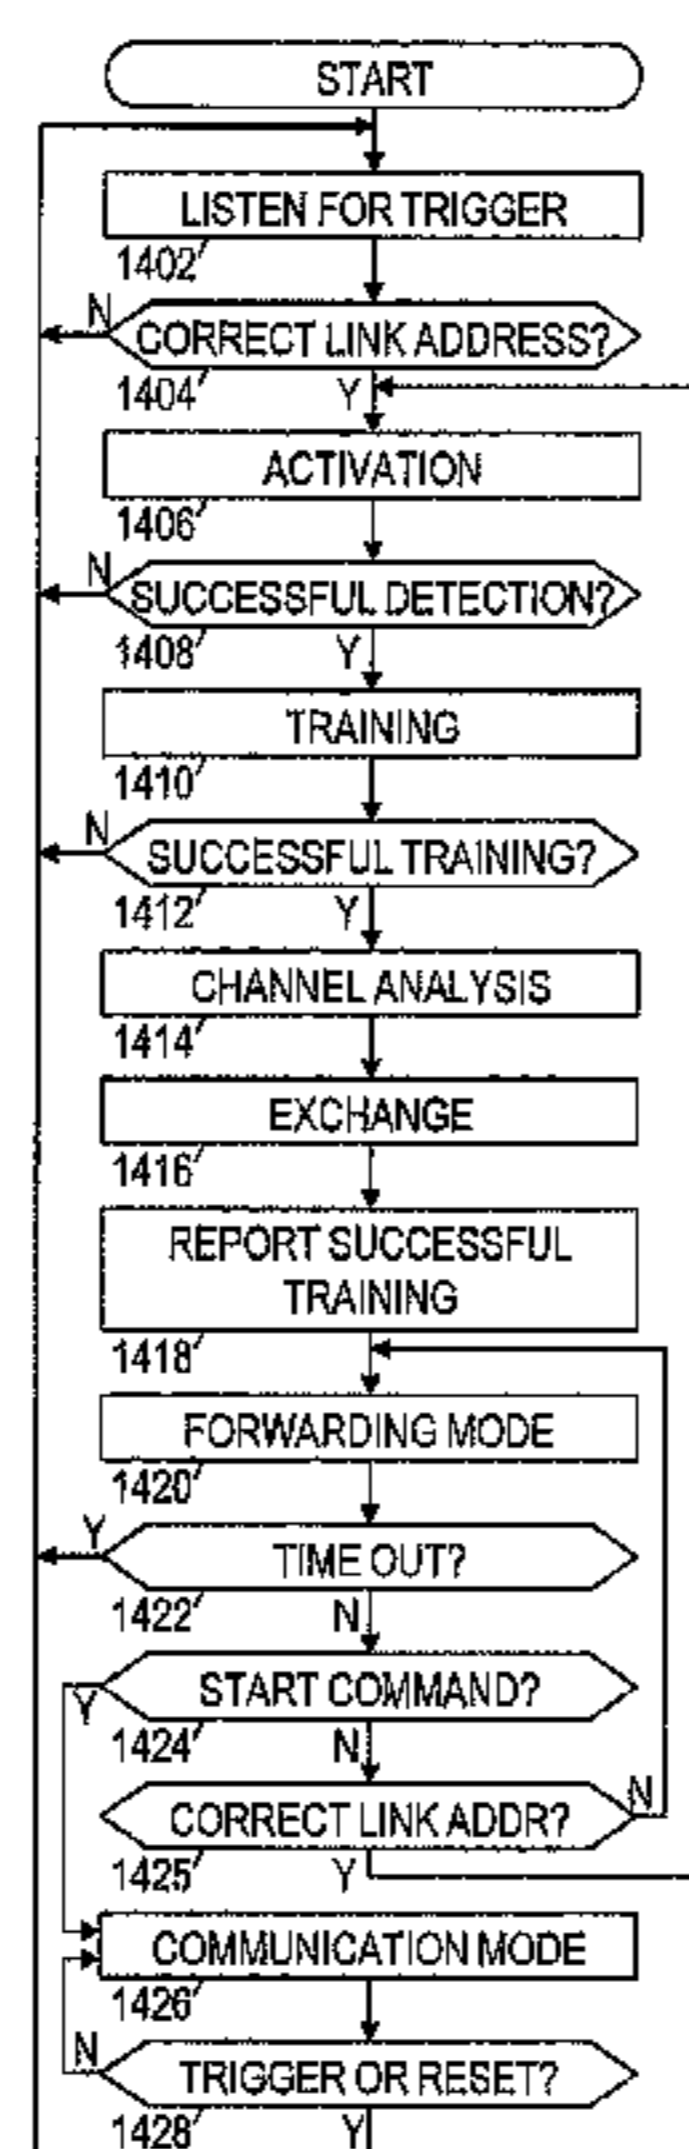 START
LISTEN FOR TRIGGER
1402
N
CORRECT LINK ADDRESS?
1404
Y
ACTIVATION
1406
N
SUCCESSFUL DETECTION?
1408
Y
TRAINING
1410
N
SUCCESSFUL TRAINING?
1412
Y
CHANNEL ANALYSIS
1414
EXCHANGE
1416
REPORT SUCCESSFUL
TRAINING
1418
FORWARDING MODE
1420
Y
TIME OUT?
1422
N
START COMMAND?
Y
1424
N
CORRECT LINK ADDR?
N
1425
Y
COMMUNICATION MODE
1426
N
TRIGGER OR RESET?
1428
Y